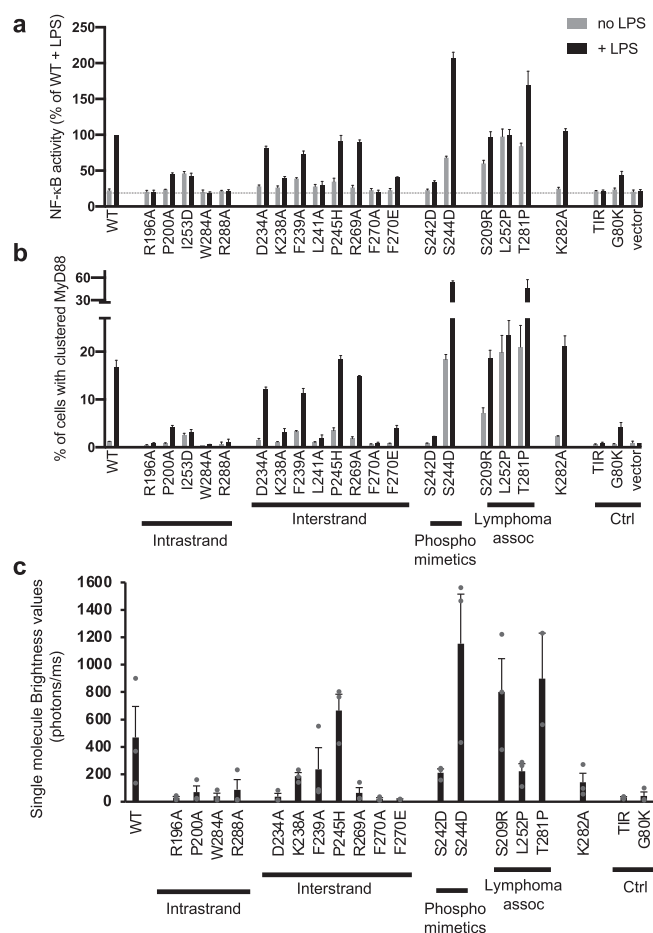 a
no LPS
+ LPS
NF-κB activity (% of WT + LPS)
250
200
150
100
50
0
WT
R196A
P200A
I253D
W284A
R288A
D234A
K238A
F239A
L241A
P245H
R269A
F270A
F270E
S242D
S244D
S209R
L252P
T281P
K282A
TIR
G80K
vector
b
% of cells with clustered MyD88
60
30
20
10
0
WT
R196A
P200A
I253D
W284A
R288A
D234A
K238A
F239A
L241A
P245H
R269A
F270A
F270E
S242D
S244D
S209R
L252P
T281P
K282A
TIR
G80K
vector
Intrastrand
Interstrand
Phospho
mimetics
Lymphoma
assoc
Ctrl
c
Single molecule Brightness values
(photons/ms)
1600
1400
1200
1000
800
600
400
200
0
WT
R196A
P200A
W284A
R288A
D234A
K238A
F239A
P245H
R269A
F270A
F270E
S242D
S244D
S209R
L252P
T281P
K282A
TIR
G80K
Intrastrand
Interstrand
Phospho
mimetics
Lymphoma
assoc
Ctrl